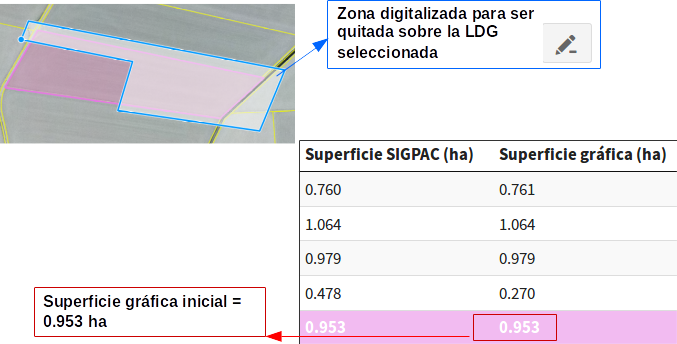 Zona digitalizada para ser
quitada sobre la LDG
seleccionada
Superficie SIGPAC (ha) Superficie gráfica (ha)
0.760 0.761
1.064 1.064
0.979 0.979
0.478 0.270
0.953 0.953
Superficie gráfica inicial =
0.953 ha